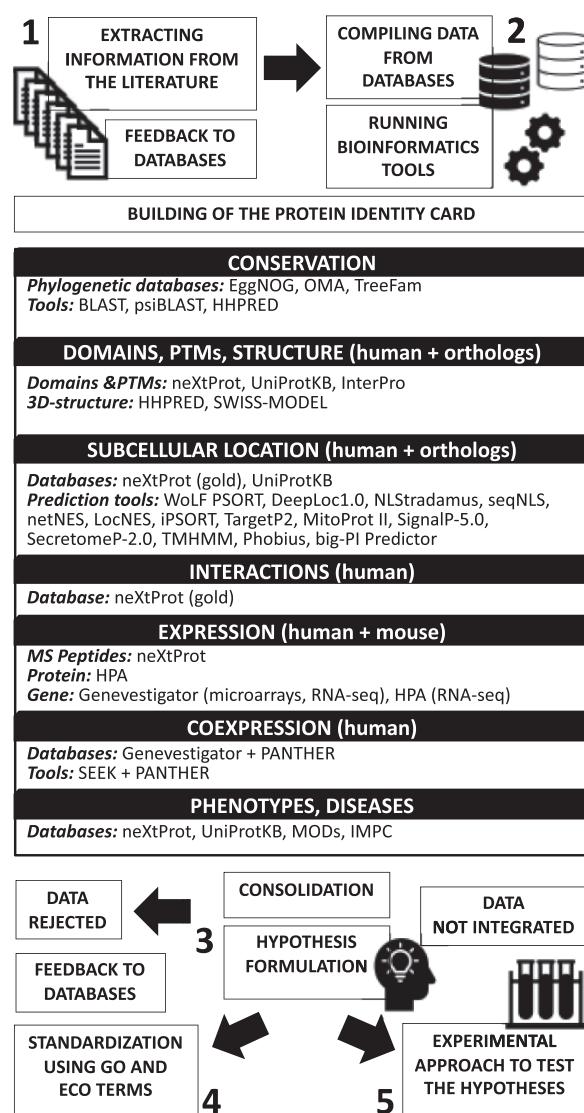 1
EXTRACTING
INFORMATION FROM
THE LITERATURE
FEEDBACK TO
DATABASES
COMPILING DATA
FROM
DATABASES
2
RUNNING
BIOINFORMATICS
TOOLS
BUILDING OF THE PROTEIN IDENTITY CARD
CONSERVATION
Phylogenetic databases: EggNOG, OMA, TreeFam
Tools: BLAST, psiBLAST, HHPRED
DOMAINS, PTMs, STRUCTURE (human + orthologs)
Domains &PTMs: neXtProt, UniProtKB, InterPro
3D-structure: HHPRED, SWISS-MODEL
SUBCELLULAR LOCATION (human + orthologs)
Databases: neXtProt (gold), UniProtKB
Prediction tools: WoLF PSORT, DeepLoc1.0, NLStradamus, seqNLS,
netNES, LocNES, iPSORT, TargetP2, MitoProt II, SignalP-5.0,
SecretomeP-2.0, TMHMM, Phobius, big-PI Predictor
INTERACTIONS (human)
Database: neXtProt (gold)
EXPRESSION (human + mouse)
MS Peptides: neXtProt
Protein: HPA
Gene: Genevestigator (microarrays, RNA-seq), HPA (RNA-seq)
COEXPRESSION (human)
Databases: Genevestigator + PANTHER
Tools: SEEK + PANTHER
PHENOTYPES, DISEASES
Databases: neXtProt, UniProtKB, MODs, IMPC
DATA
REJECTED
CONSOLIDATION
3
HYPOTHESIS
FORMULATION
DATA
NOT INTEGRATED
FEEDBACK TO
DATABASES
STANDARDIZATION
USING GO AND
ECO TERMS
4
5
EXPERIMENTAL
APPROACH TO TEST
THE HYPOTHESES